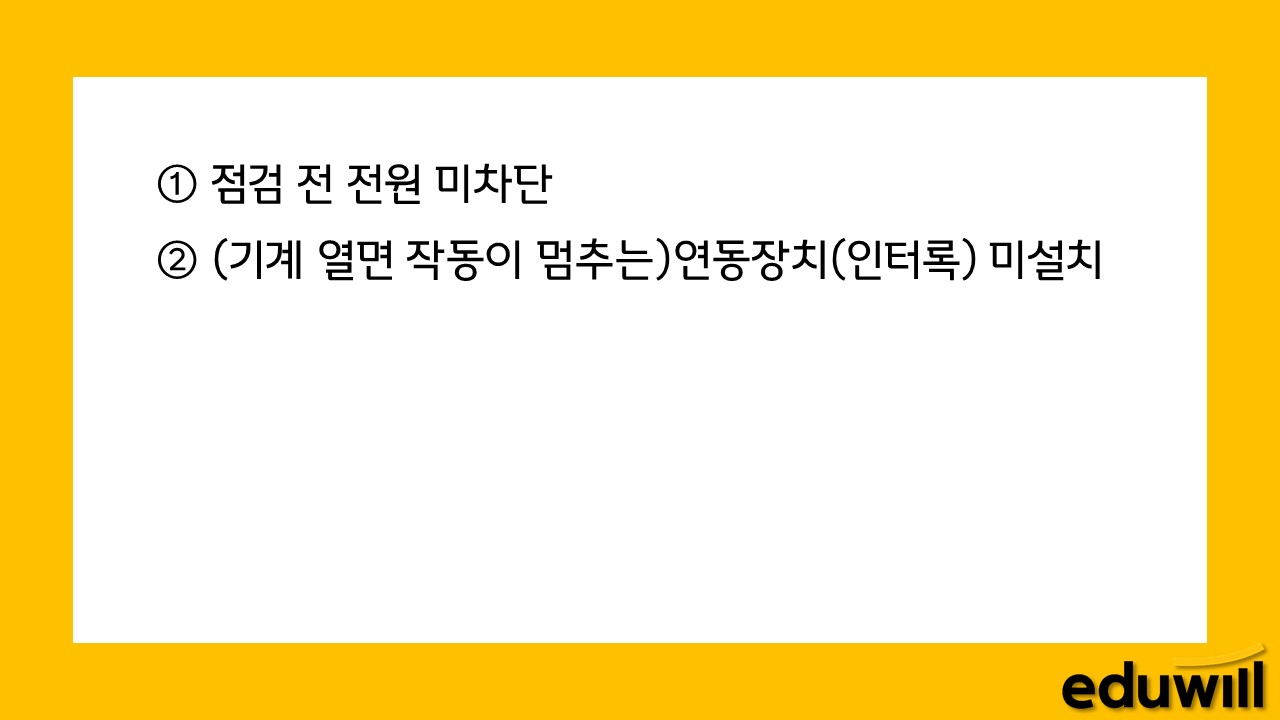 ① 점검 전 전원 미차단
② (기계 열면 작동이 멈추는)연동장치(인터록) 미설치
eduwill